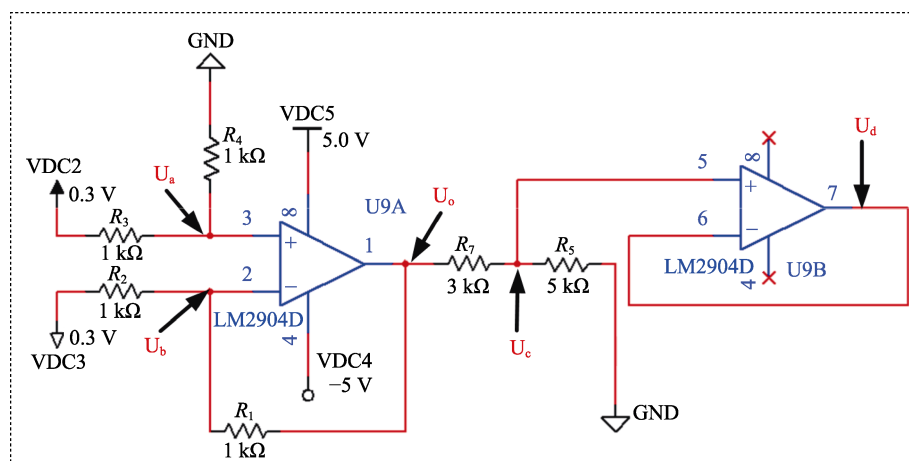 GND
VDC5
5.0 V
R4
1 kΩ
VDC2
0.3 V
Ua
R3
1 kΩ
3
8
U9A
Uo
1
+
−
R2
1 kΩ
2
LM2904D
4
0.3 V
VDC3
Ub
VDC4
−5 V
R1
1 kΩ
R7
3 kΩ
R5
5 kΩ
Uc
GND
5
8
6
+
−
7
Ud
LM2904D
U9B
4